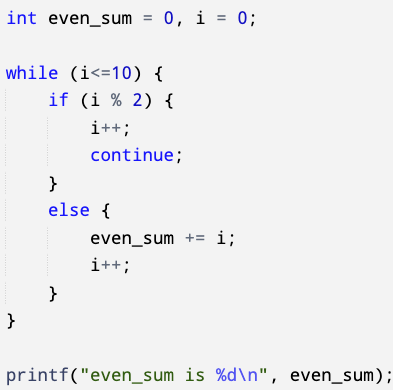 int even_sum = 0, i = 0;

while (i<=10) {
    if (i % 2) {
        i++;
        continue;
    }
    else {
        even_sum += i;
        i++;
    }
}

printf("even_sum is %d\n", even_sum);